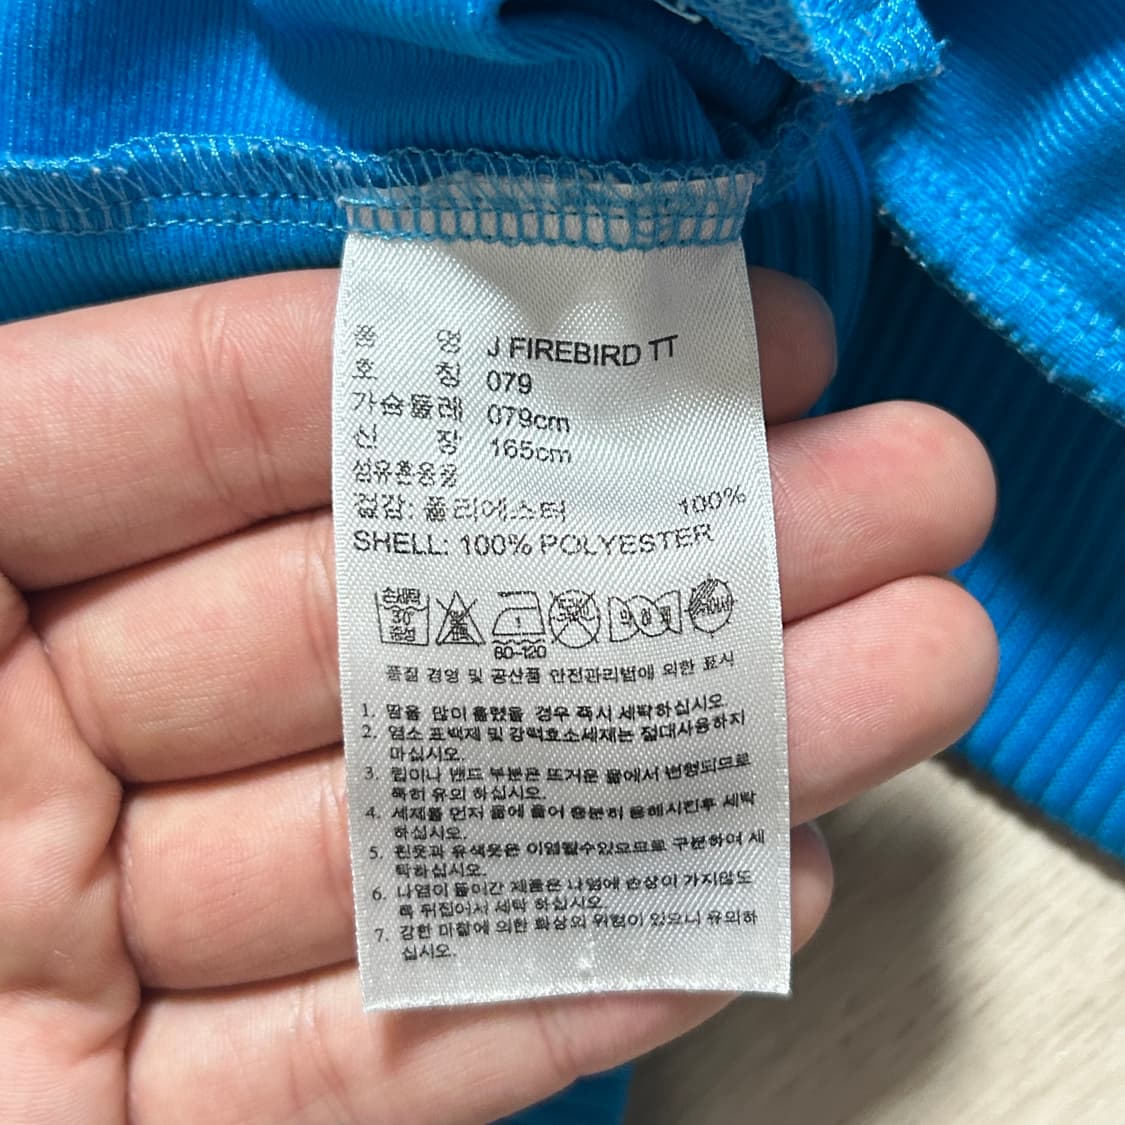 품 명 J FIREBIRD TT
호 칭 079
가슴둘레 079cm
신 장 165cm
섬유혼용율
겉감: 폴리에스터 100%
SHELL: 100% POLYESTER
손세탁
30
중성
60-120
품질 경영 및 공산품 안전관리법에 의한 표시
1. 땀을 많이 흘렸을 경우 즉시 세탁하십시오.
2. 염소 표백제 및 강력효소세제는 절대사용하지
마십시오.
3. 립이나 밴드 부분은 뜨거운 물에서 변형되므로
특히 유의 하십시오.
4. 세제를 먼저 물에 풀어 충분히 용해시킨후 세탁
하십시오.
5. 흰옷과 유색옷은 이염될수있으므로 구분하여 세
탁하십시오.
6. 나염이 들어간 제품은 나염에 손상이 가지않도
록 뒤집어서 세탁 하십시오.
7. 강한 마찰에 의한 화상의 위험이 있으니 유의하
십시오.